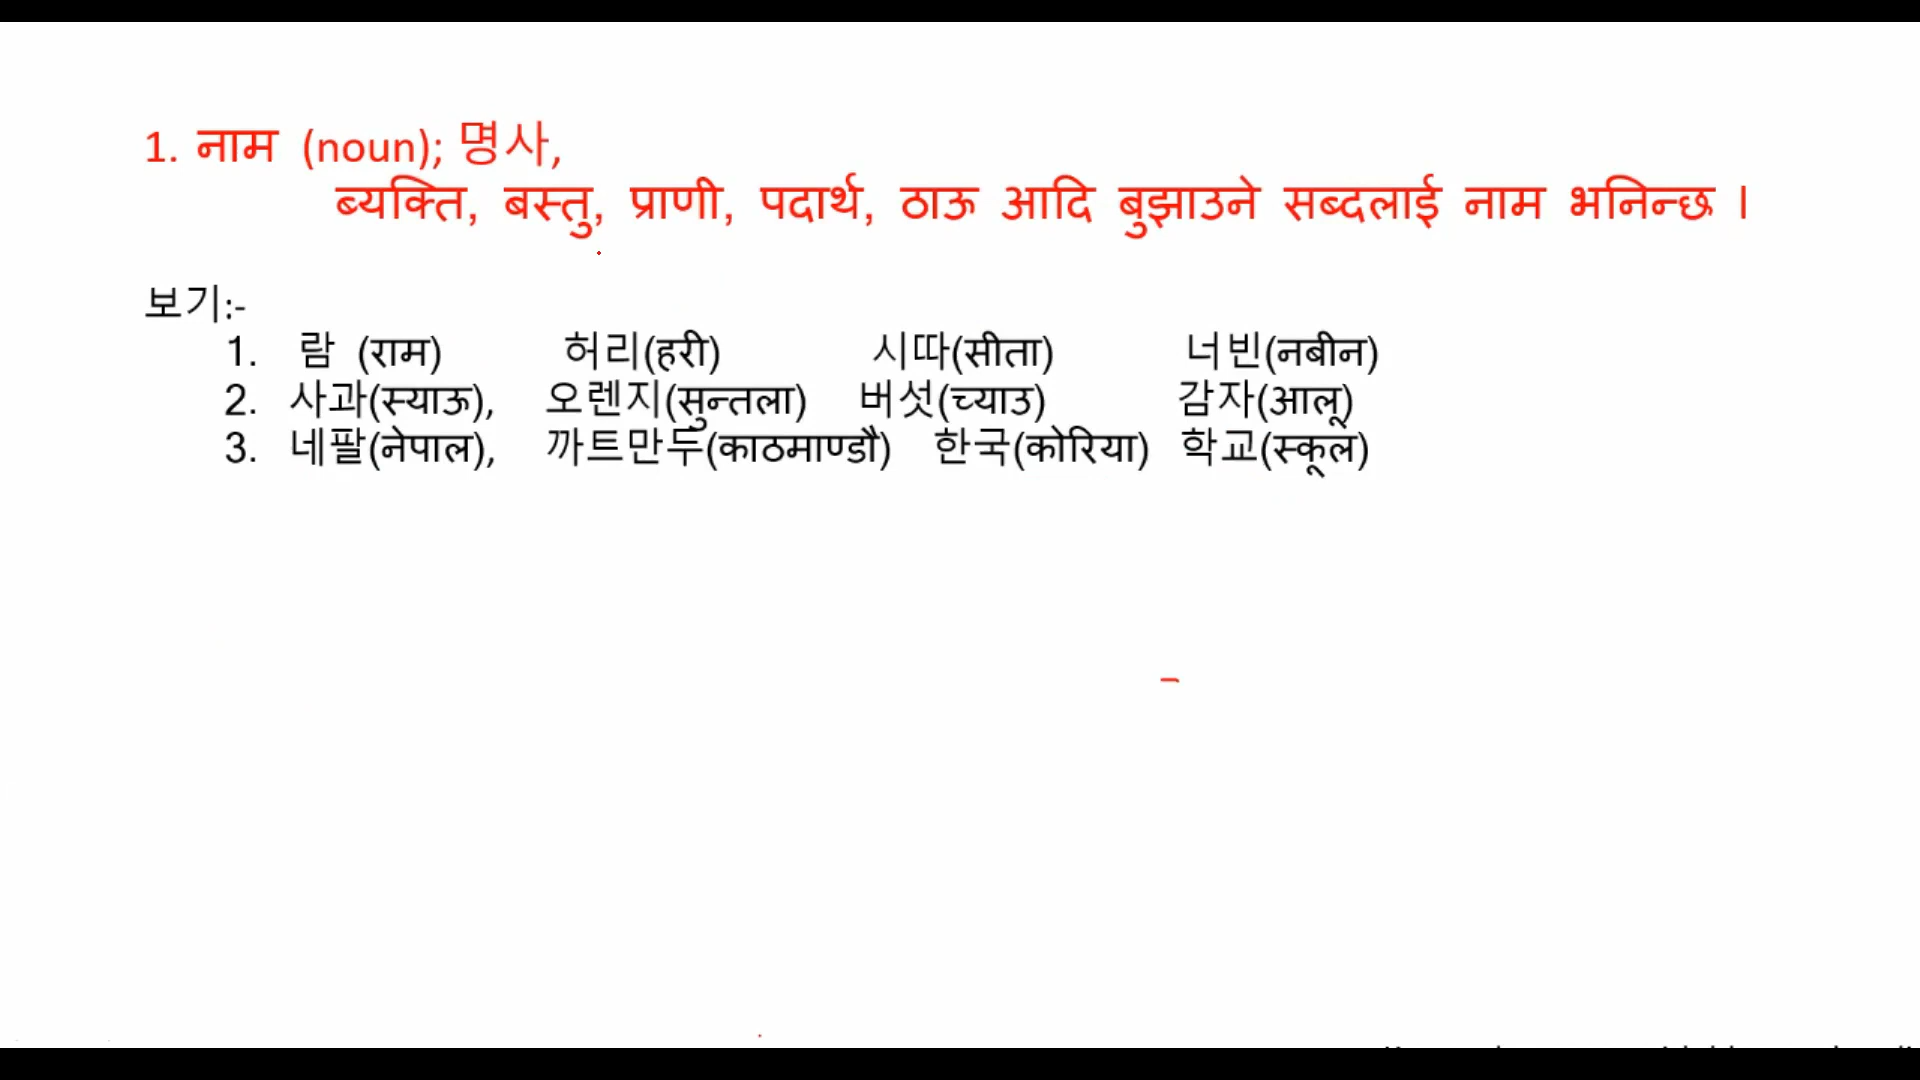 1. नाम (noun); 명사,
ब्यक्ति, बस्तु, प्राणी, पदार्थ, ठाऊ आदि बुझाउने सब्दलाई नाम भनिन्छ ।
보기:-
1. 람 (राम) 허리(हरी) 시따(सीता) 너빈(नबीन)
2. 사과(स्याऊ), 오렌지(सुन्तला) 버섯(च्याउ) 감자(आलू)
3. 네팔(नेपाल), 까트만두(काठमाण्डौ) 한국(कोरिया) 학교(स्कूल)